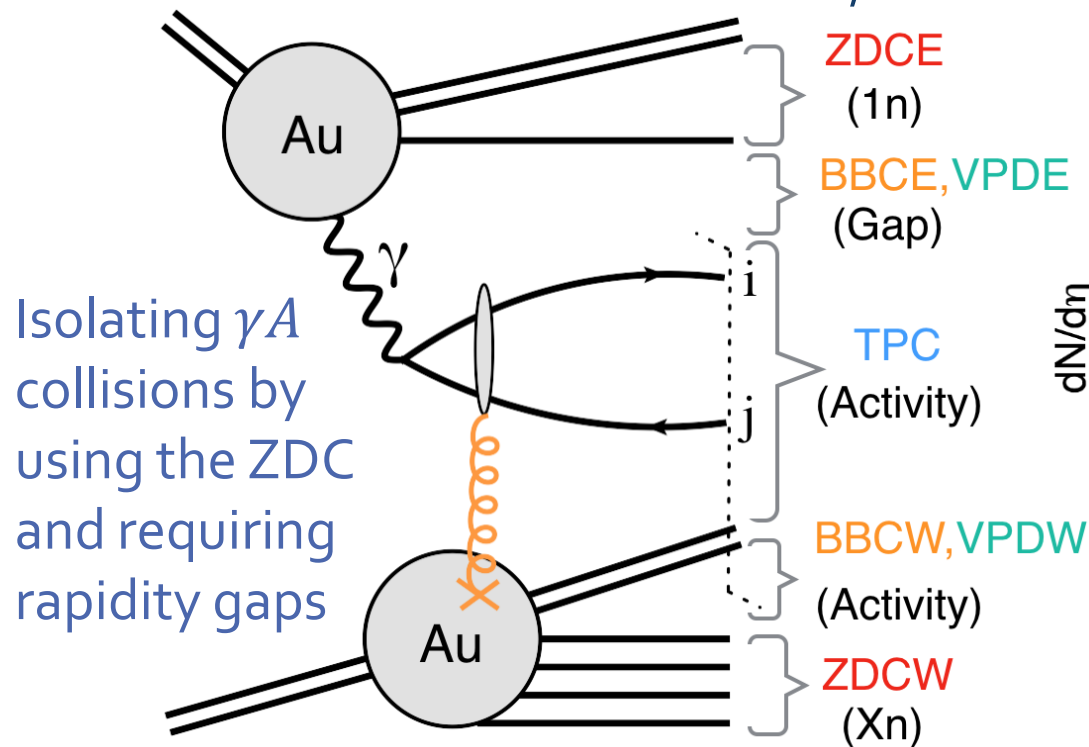 Au
γ
Isolating γA
collisions by
using the ZDC
and requiring
rapidity gaps
Au
ZDCE
(1n)
BBCE,VPDE
(Gap)
i
TPC
(Activity)
j
BBCW,VPDW
(Activity)
ZDCW
(Xn)
dN/dη